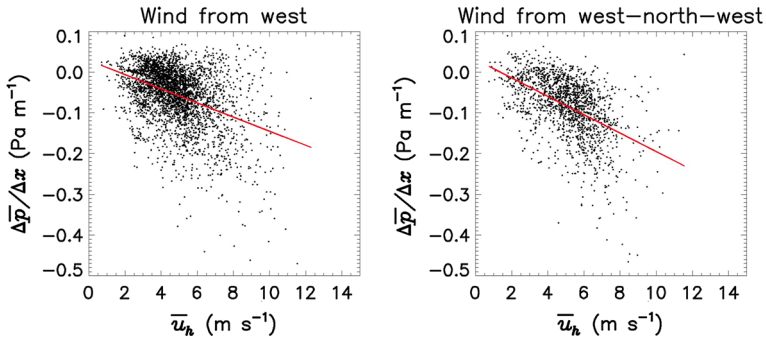 Wind from west
Wind from west−north−west
0.1
0.0
−0.1
−0.2
−0.3
−0.4
−0.5
Δp̅/Δx (Pa m⁻¹)
0 2 4 6 8 10 12 14
u̅ₕ (m s⁻¹)
0.1
0.0
−0.1
−0.2
−0.3
−0.4
−0.5
Δp̅/Δx (Pa m⁻¹)
0 2 4 6 8 10 12 14
u̅ₕ (m s⁻¹)